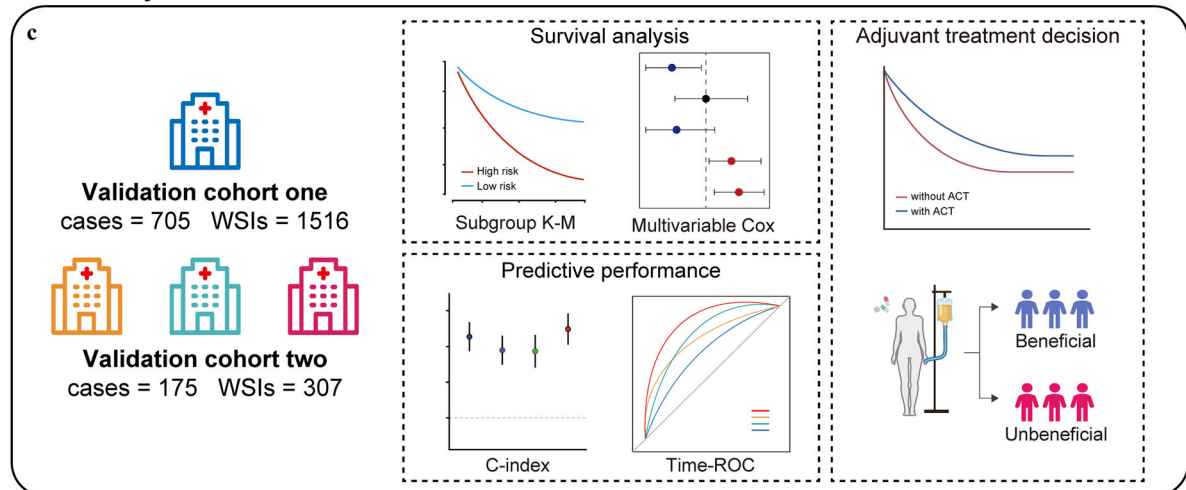 c
Validation cohort one
cases = 705 WSIs = 1516
Validation cohort two
cases = 175 WSIs = 307
Survival analysis
High risk
Low risk
Subgroup K-M
Multivariable Cox
Predictive performance
C-index
Time-ROC
Adjuvant treatment decision
without ACT
with ACT
Beneficial
Unbeneficial